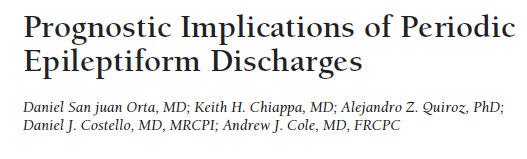 Prognostic Implications of Periodic
Epileptiform Discharges
Daniel San juan Orta, MD; Keith H. Chiappa, MD; Alejandro Z. Quiroz, PhD;
Daniel J. Costello, MD, MRCPI; Andrew J. Cole, MD, FRCPC